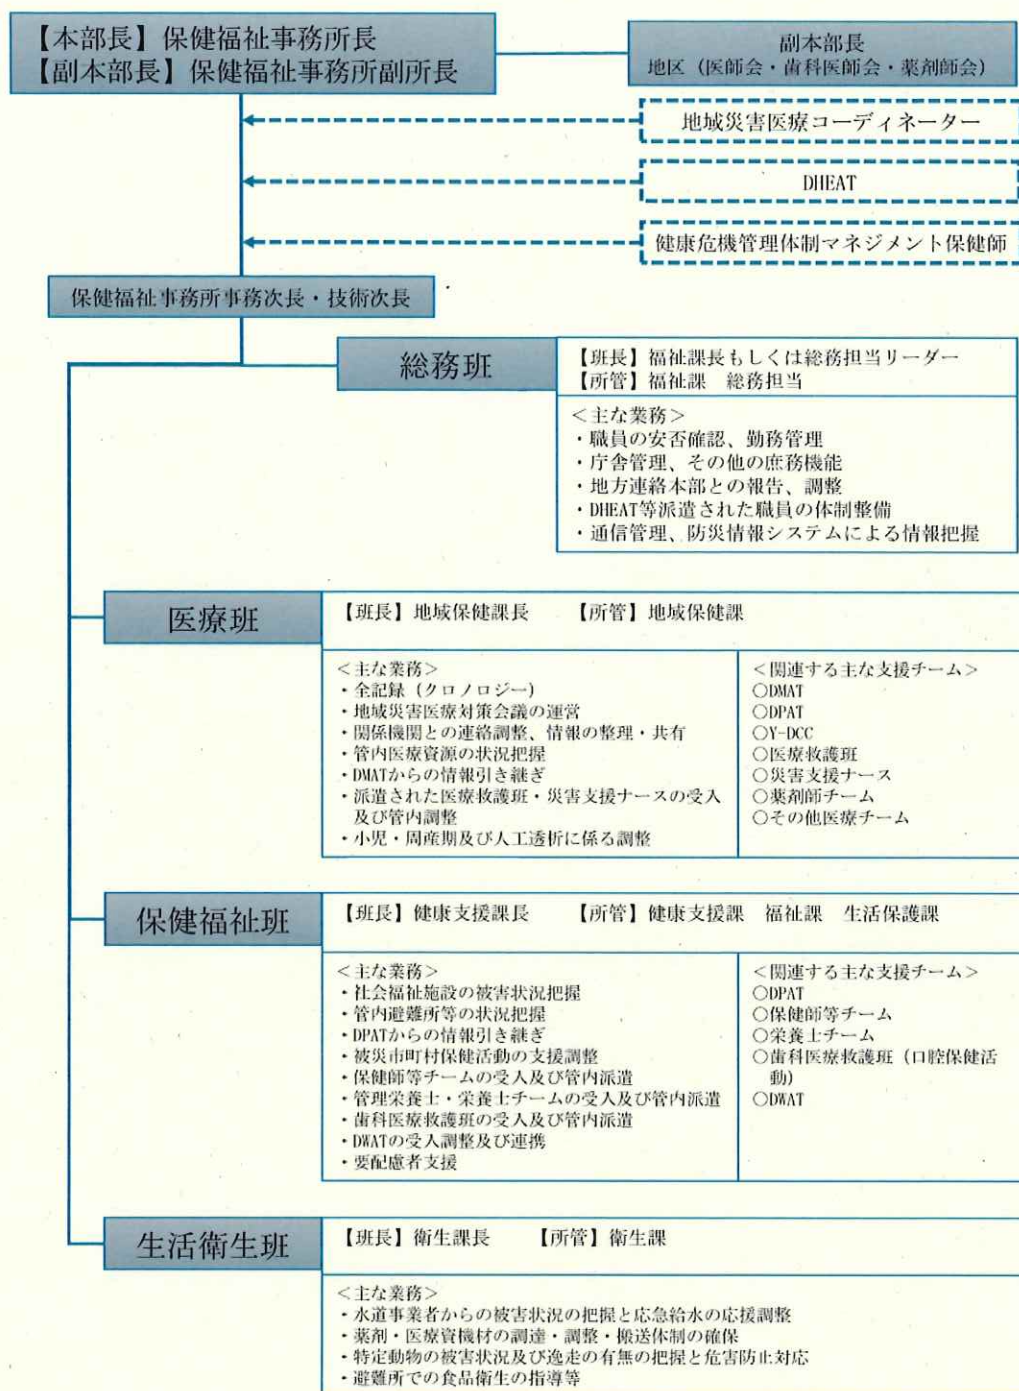 【本部長】保健福祉事務所長
【副本部長】保健福祉事務所副所長
副本部長
地区（医師会・歯科医師会・薬剤師会）
地域災害医療コーディネーター
DHEAT
健康危機管理体制マネジメント保健師
保健福祉事務所事務次長・技術次長
総務班
【班長】福祉課長もしくは総務担当リーダー
【所管】福祉課　総務担当
＜主な業務＞
・職員の安否確認、勤務管理
・庁舎管理、その他の庶務機能
・地方連絡本部との報告、調整
・DHEAT等派遣された職員の体制整備
・通信管理、防災情報システムによる情報把握
医療班
【班長】地域保健課長　　【所管】地域保健課
＜主な業務＞
・全記録（クロノロジー）
・地域災害医療対策会議の運営
・関係機関との連絡調整、情報の整理・共有
・管内医療資源の状況把握
・DMATからの情報引き継ぎ
・派遣された医療救護班・災害支援ナースの受入
及び管内調整
・小児・周産期及び人工透析に係る調整
＜関連する主な支援チーム＞
○DMAT
○DPAT
○Y-DCC
○医療救護班
○災害支援ナース
○薬剤師チーム
○その他医療チーム
保健福祉班
【班長】健康支援課長　　【所管】健康支援課　福祉課　生活保護課
＜主な業務＞
・社会福祉施設の被害状況把握
・管内避難所等の状況把握
・DPATからの情報引き継ぎ
・被災市町村保健活動の支援調整
・保健師等チームの受入及び管内派遣
・管理栄養士・栄養士チームの受入及び管内派遣
・歯科医療救護班の受入及び管内派遣
・DWATの受入調整及び連携
・要配慮者支援
＜関連する主な支援チーム＞
○DPAT
○保健師等チーム
○栄養士チーム
○歯科医療救護班（口腔保健活
動）
○DWAT
生活衛生班
【班長】衛生課長　　【所管】衛生課
＜主な業務＞
・水道事業者からの被害状況の把握と応急給水の応援調整
・薬剤・医療資機材の調達・調整・搬送体制の確保
・特定動物の被害状況及び逸走の有無の把握と危害防止対応
・避難所での食品衛生の指導等